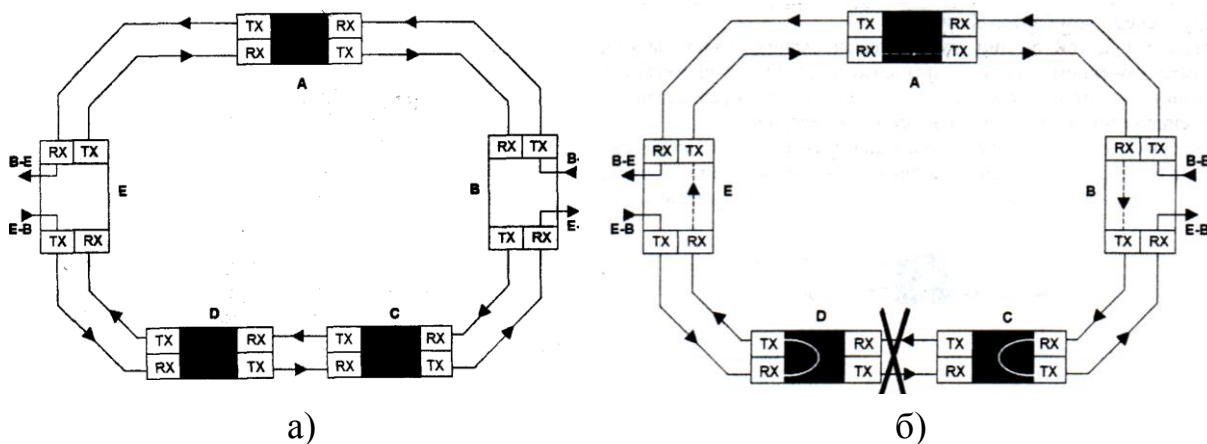 TX RX
RX TX
A
RX TX
RX TX
B-E
B-
E
B
E-B
E-
TX RX
TX RX
D
C
TX RX
TX RX
RX TX
RX TX
а)
TX RX
RX TX
A
RX TX
RX TX
B-E
B-E
E
B
E-B
E-B
TX RX
TX RX
D
C
TX RX
TX RX
RX TX
RX TX
б)